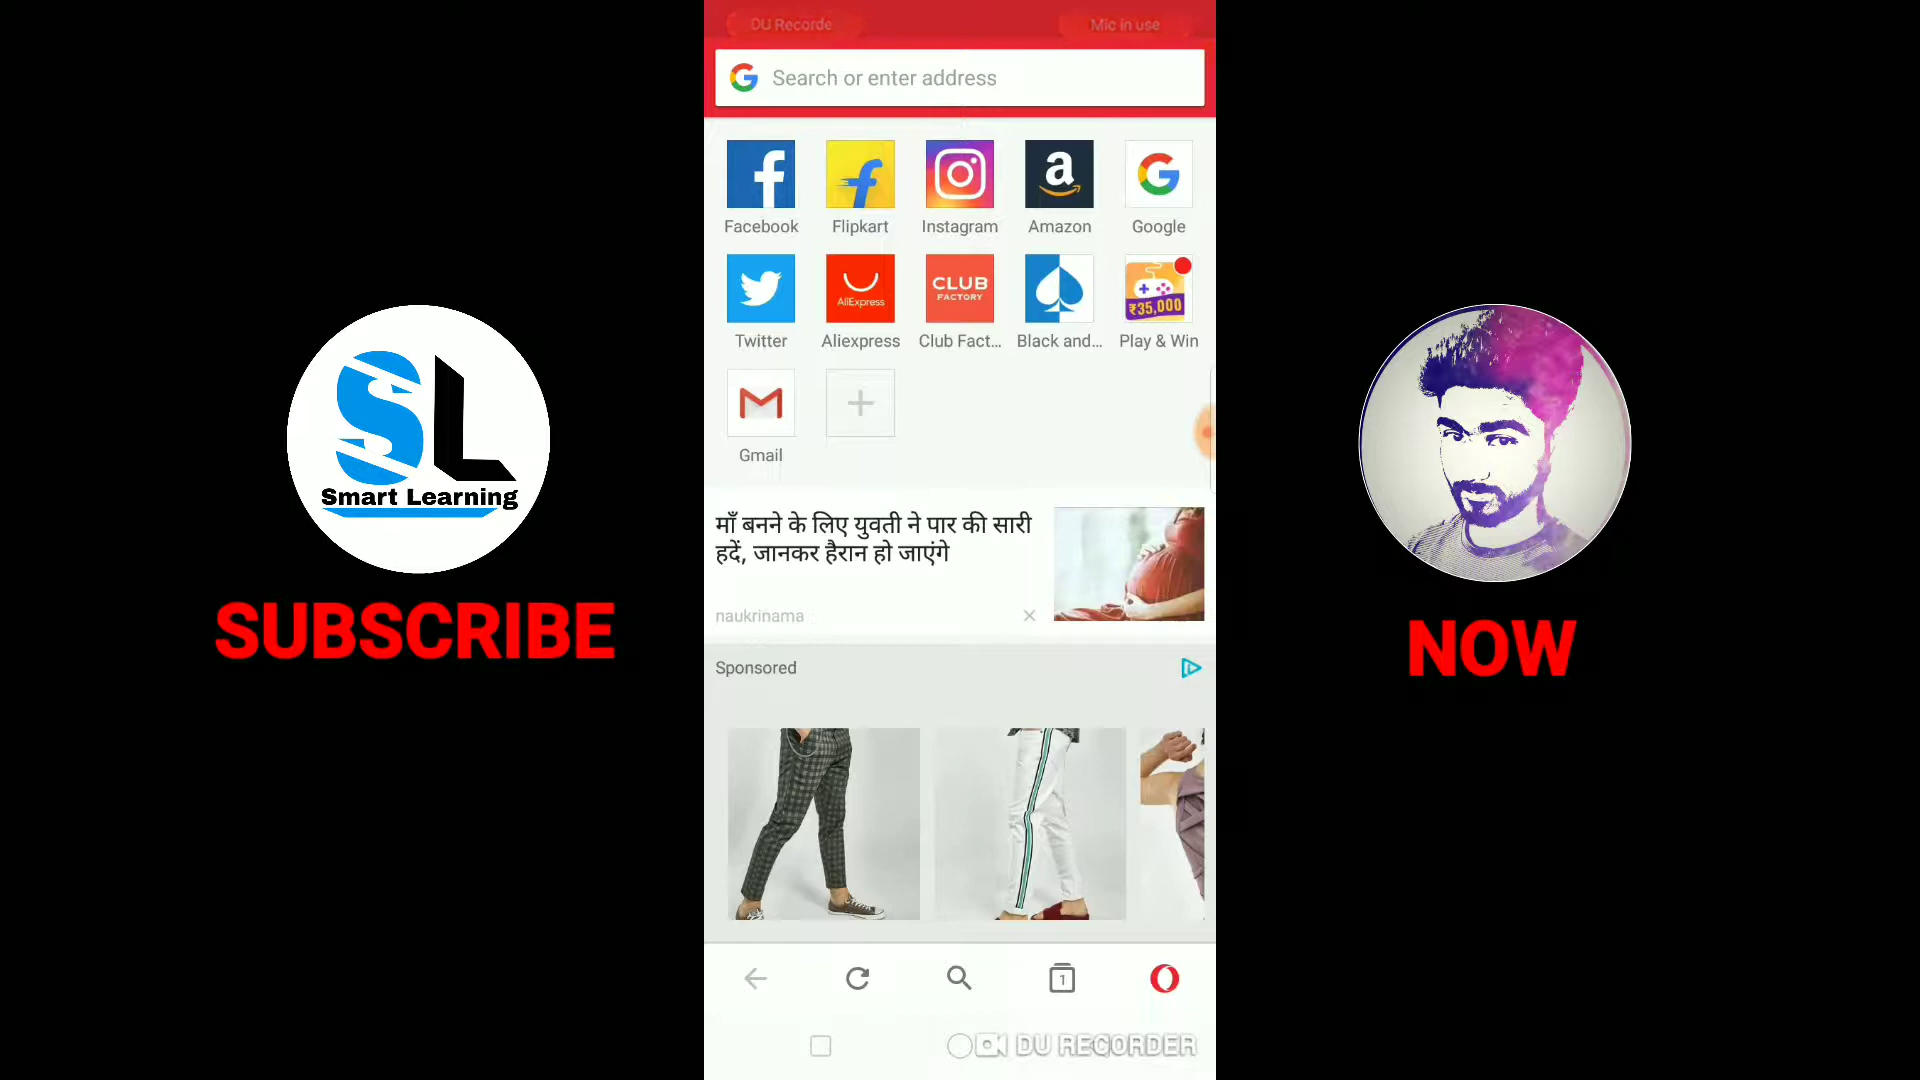 DU Recorde
Mic in use
Search or enter address
Facebook
Flipkart
Instagram
Amazon
Google
AliExpress
CLUB
FACTORY
₹35,000
Twitter
Aliexpress
Club Fact...
Black and...
Play & Win
Gmail
माँ बनने के लिए युवती ने पार की सारी
हदें, जानकर हैरान हो जाएंगे
naukrinama
Sponsored
1
DU RECORDER
SL
Smart Learning
SUBSCRIBE
NOW